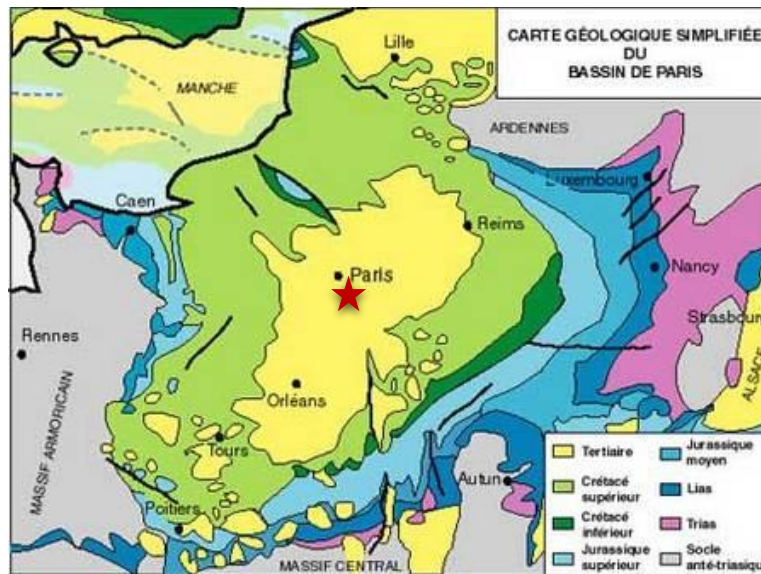 CARTE GÉOLOGIQUE SIMPLIFIÉE
DU
BASSIN DE PARIS
Lille
MANCHE
ARDENNES
Luxembourg
Caen
Reims
Paris
Nancy
Strasbourg
Rennes
ALSACE
MASSIF ARMORICAIN
Orléans
Tours
Autun
Poitiers
MASSIF CENTRAL
Tertiaire
Crétacé
supérieur
Crétacé
inférieur
Jurassique
supérieur
Jurassique
moyen
Lias
Trias
Socle
anté-triasique